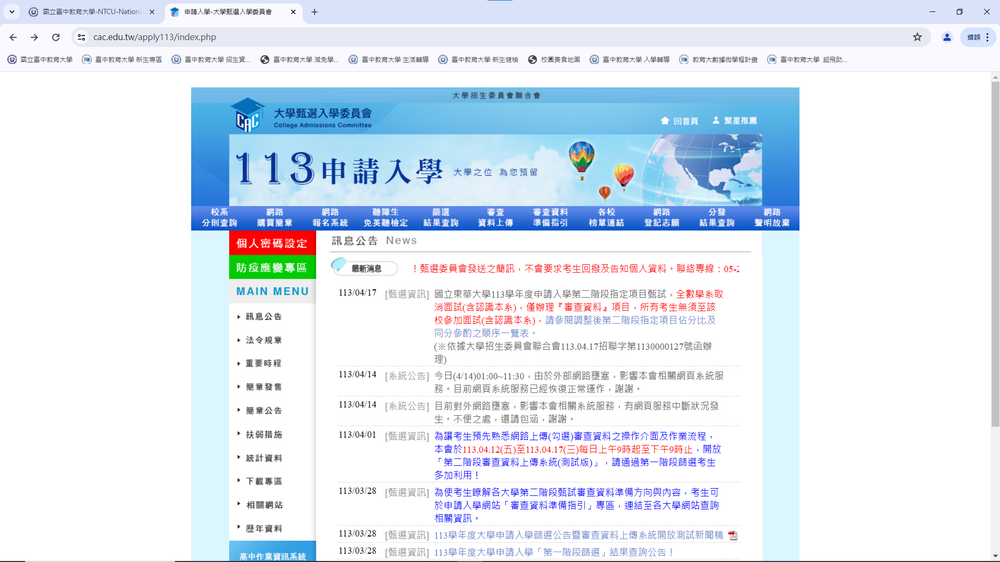 國立臺中教育大學-NTCU-Nationa
申請入學-大學甄選入學委員會
cac.edu.tw/apply113/index.php
錯誤
國立臺中教育大學
臺中教育大學 新生專區
臺中教育大學 招生資...
臺中教育大學 減免學...
臺中教育大學 生活輔導
臺中教育大學 新生健檢
校園美食地圖
臺中教育大學 入學輔導
教育大數據微學程計畫
臺中教育大學 起飛助...
大學招生委員會聯合會
CAC
大學甄選入學委員會
College Admissions Committee
回首頁
繁星推薦
113申請入學 大學之位 為您預留
校系
分則查詢
網路
購買簡章
網路
報名系統
聽障生
免英聽檢定
篩選
結果查詢
審查
資料上傳
審查資料
準備指引
各校
榜單連結
網路
登記志願
分發
結果查詢
網路
聲明放棄
個人密碼設定
防疫應變專區
MAIN MENU
訊息公告
法令規章
重要時程
簡章發售
簡章公告
扶弱措施
統計資料
下載專區
相關網站
歷年資料
高中作業資訊系統
訊息公告 News
最新消息
！甄選委員會發送之簡訊，不會要求考生回撥及告知個人資料。聯絡專線：05-2
113/04/17 [甄選資訊] 國立東華大學113學年度申請入學第二階段指定項目甄試，全數學系取
消面試(含認識本系)，僅辦理『審查資料』項目，所有考生無須至該
校參加面試(含認識本系)，請參閱調整後第二階段指定項目佔分比及
同分參酌之順序一覽表。
(※依據大學招生委員會聯合會113.04.17招聯字第1130000127號函辦
理)
113/04/14 [系統公告] 今日(4/14)01:00~11:30，由於外部網路壅塞，影響本會相關網頁系統服
務。目前網頁系統服務已經恢復正常運作，謝謝。
113/04/14 [系統公告] 目前對外網路壅塞，影響本會相關系統服務，有網頁服務中斷狀況發
生。不便之處，還請包涵，謝謝。
113/04/01 [甄選資訊] 為讓考生預先熟悉網路上傳(勾選)審查資料之操作介面及作業流程，
本會於113.04.12(五)至113.04.17(三)每日上午9時起至下午9時止，開放
「第二階段審查資料上傳系統(測試版)」，請通過第一階段篩選考生
多加利用！
113/03/28 [甄選資訊] 為使考生瞭解各大學第二階段甄試審查資料準備方向與內容，考生可
於申請入學網站「審查資料準備指引」專區，連結至各大學網站查詢
相關資訊。
113/03/28 [甄選資訊] 113學年度大學申請入學篩選公告暨審查資料上傳系統開放測試新聞稿
113/03/28 [甄選資訊] 113學年度大學申請入學「第一階段篩選」結果查詢公告！